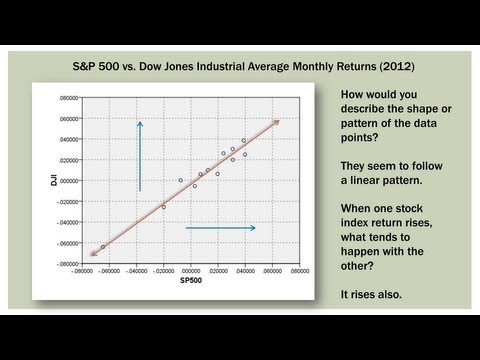 S&P 500 vs. Dow Jones Industrial Average Monthly Returns (2012)
.080000
.060000
.040000
.020000
.000000
-.020000
-.040000
-.060000
-.080000
DJI
-.080000 -.060000 -.040000 -.020000 .000000 .020000 .040000 .060000 .080000
SP500
How would you
describe the shape or
pattern of the data
points?
They seem to follow
a linear pattern.
When one stock
index return rises,
what tends to
happen with the
other?
It rises also.